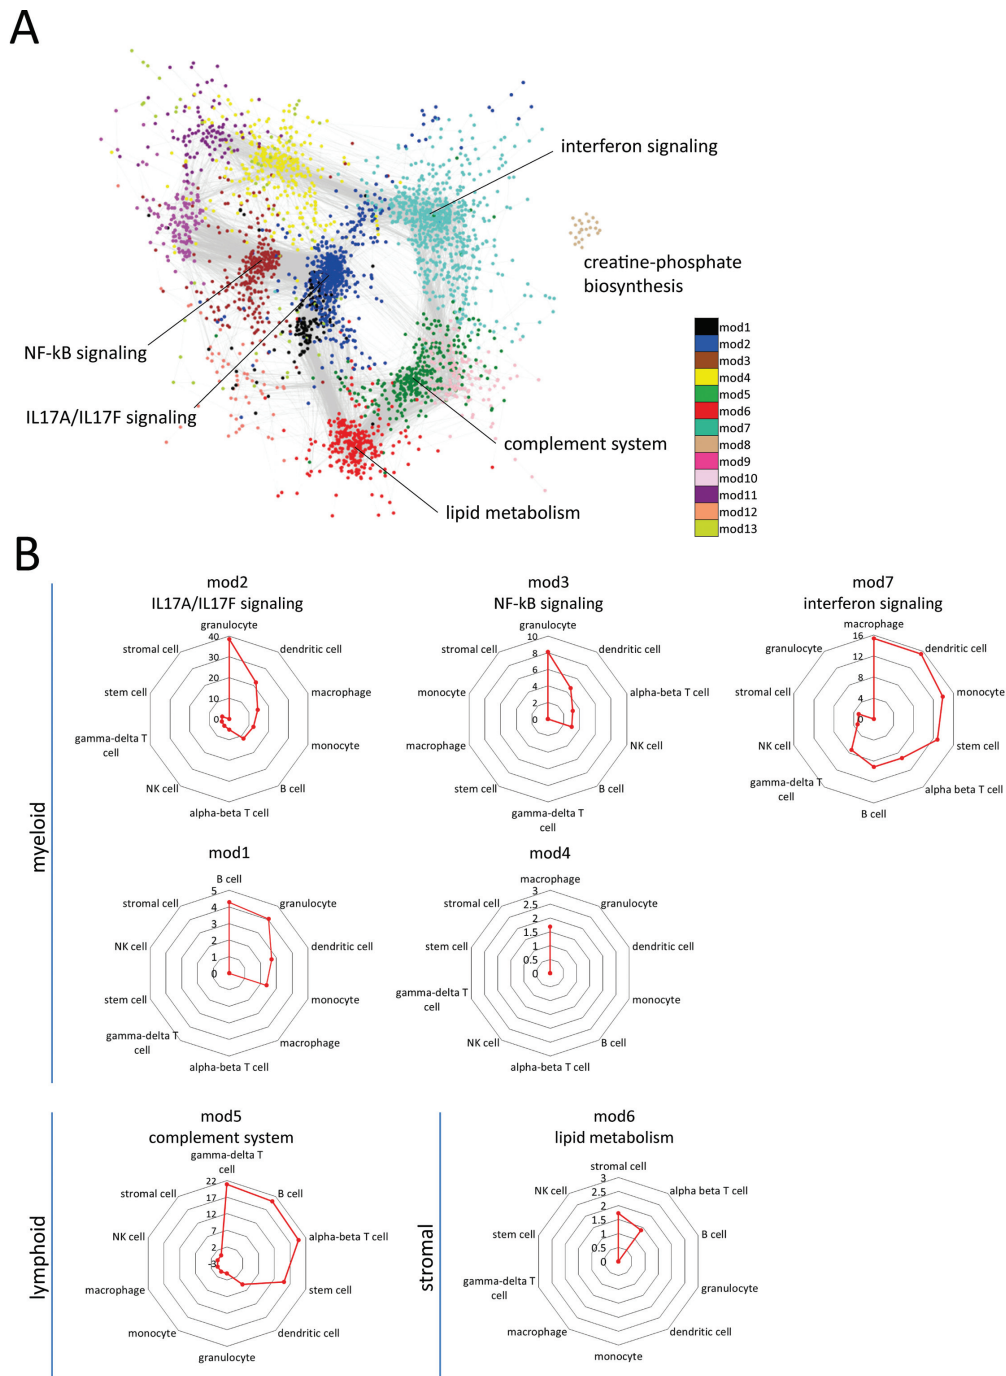 A
interferon signaling
creatine-phosphate
biosynthesis
NF-kB signaling
IL17A/IL17F signaling
complement system
lipid metabolism
mod1
mod2
mod3
mod4
mod5
mod6
mod7
mod8
mod9
mod10
mod11
mod12
mod13
B
myeloid
mod2
IL17A/IL17F signaling
granulocyte
40
30
20
10
0
dendritic cell
macrophage
monocyte
B cell
alpha-beta T cell
NK cell
gamma-delta T
cell
stem cell
stromal cell
mod3
NF-kB signaling
granulocyte
10
8
6
4
2
0
dendritic cell
alpha-beta T cell
NK cell
B cell
gamma-delta T
cell
stem cell
macrophage
monocyte
stromal cell
mod7
interferon signaling
macrophage
16
12
8
4
0
dendritic cell
monocyte
stem cell
alpha beta T cell
B cell
gamma-delta T
cell
NK cell
stromal cell
granulocyte
mod1
B cell
5
4
3
2
1
0
granulocyte
dendritic cell
monocyte
macrophage
alpha-beta T cell
gamma-delta T
cell
stem cell
NK cell
stromal cell
mod4
macrophage
3
2.5
2
1.5
1
0.5
0
granulocyte
dendritic cell
monocyte
B cell
alpha-beta T cell
NK cell
gamma-delta T
cell
stem cell
stromal cell
lymphoid
mod5
complement system
gamma-delta T
cell
22
17
12
7
2
-3
B cell
alpha-beta T cell
stem cell
dendritic cell
granulocyte
monocyte
macrophage
NK cell
stromal cell
stromal
mod6
lipid metabolism
stromal cell
3
2.5
2
1.5
1
0.5
0
alpha beta T cell
B cell
granulocyte
dendritic cell
monocyte
macrophage
gamma-delta T
cell
stem cell
NK cell